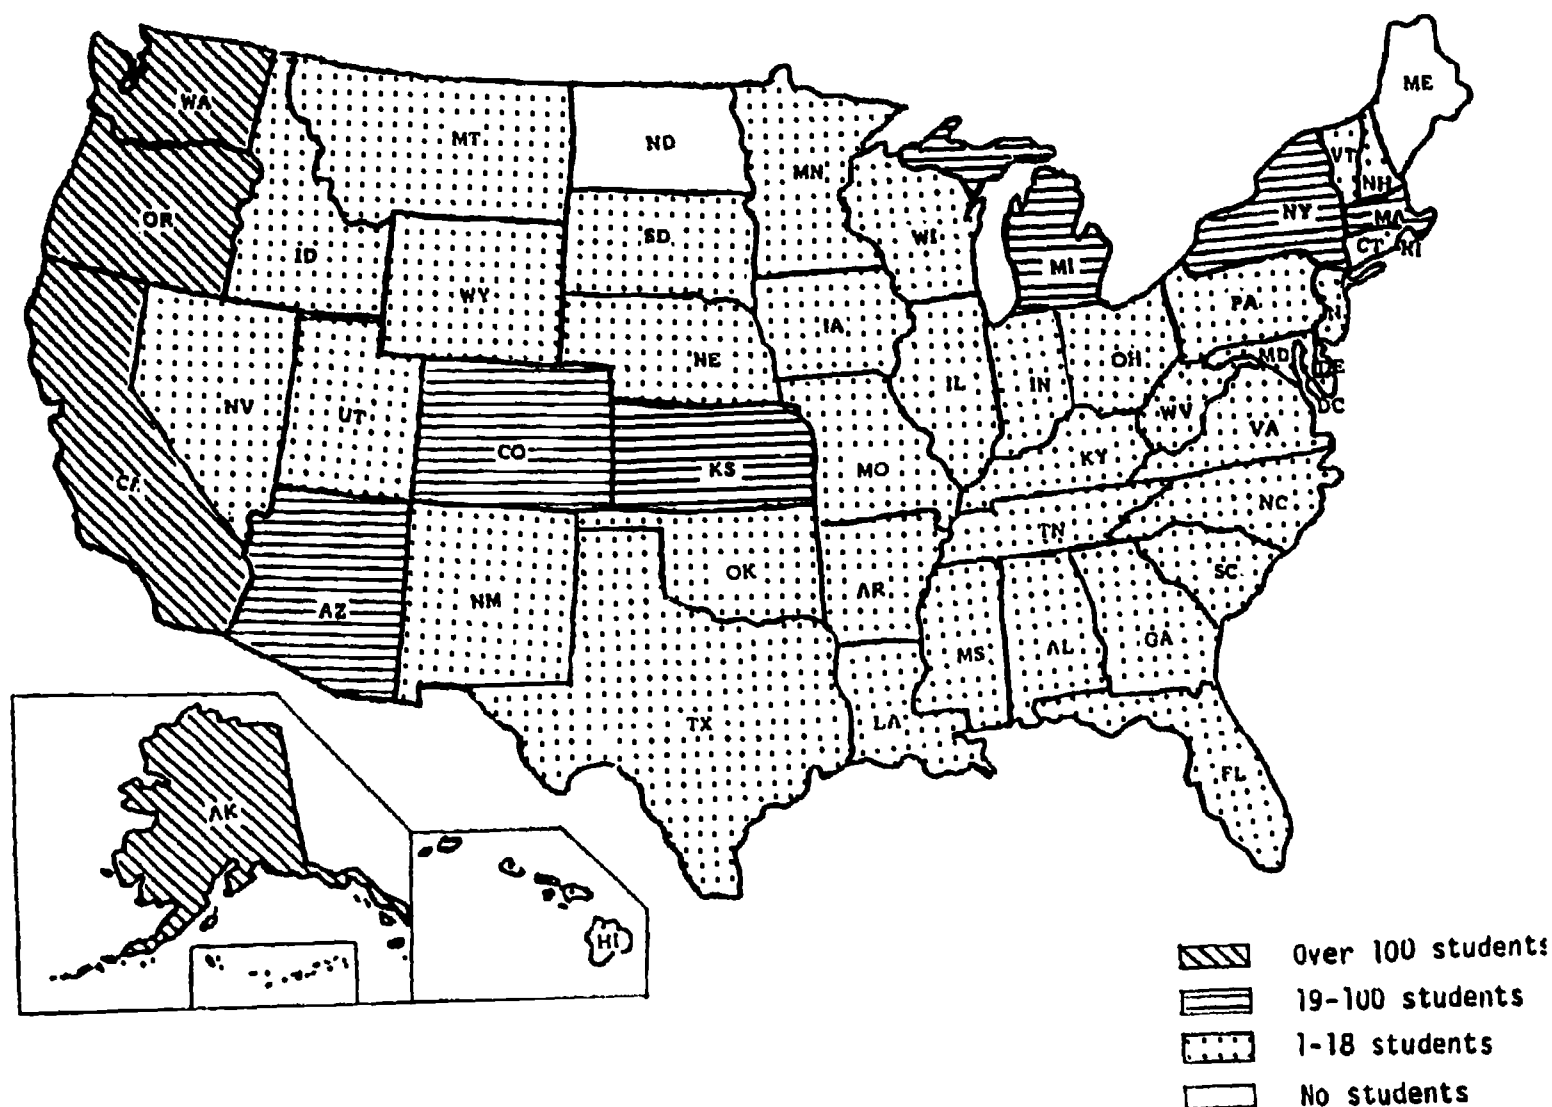 WA
MT
ND
MN
ME
VT
NH
OR
ID
SD
WI
NY
MA
CT
RI
WY
MI
IA
PA
NE
NV
UT
CO
KS
IL
IN
OH
MD
DE
DC
WV
VA
CA
MO
KY
NC
TN
AZ
NM
OK
AR
SC
MS
AL
GA
TX
LA
FL
AK
HI
Over 100 students
19-100 students
1-18 students
No students